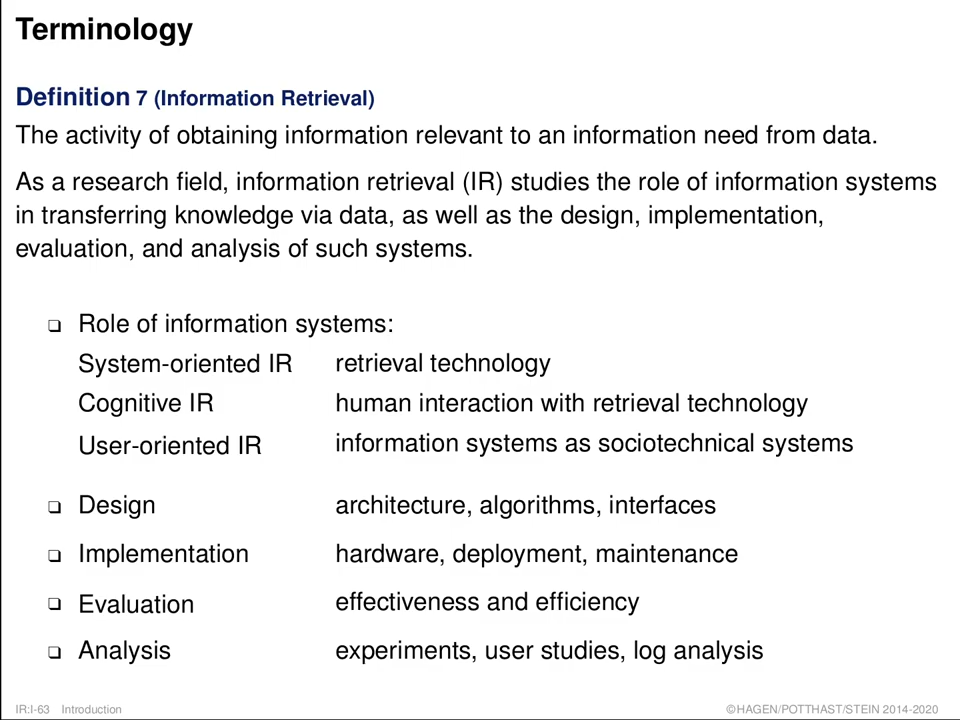 Terminology
Definition 7 (Information Retrieval)
The activity of obtaining information relevant to an information need from data.
As a research field, information retrieval (IR) studies the role of information systems
in transferring knowledge via data, as well as the design, implementation,
evaluation, and analysis of such systems.
❑ Role of information systems:
System-oriented IR retrieval technology
Cognitive IR human interaction with retrieval technology
User-oriented IR information systems as sociotechnical systems
❑ Design architecture, algorithms, interfaces
❑ Implementation hardware, deployment, maintenance
❑ Evaluation effectiveness and efficiency
❑ Analysis experiments, user studies, log analysis
IR:I-63 Introduction ©HAGEN/POTTHAST/STEIN 2014-2020